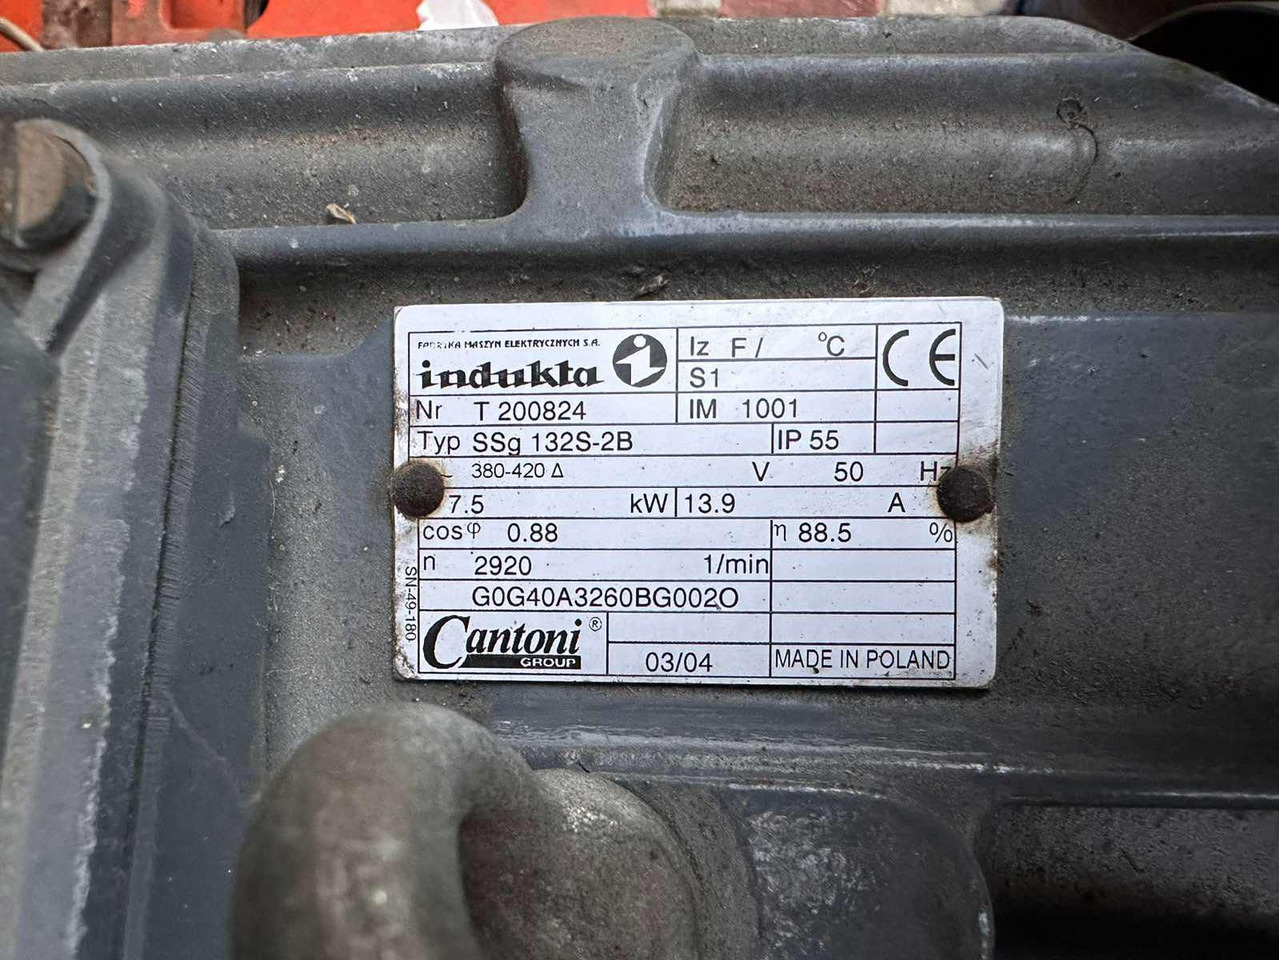 FABRYKA MASZYN ELEKTRYCZNYCH S.A.
indukta
Iz F/ °C
CE
S1
Nr T 200824
IM 1001
Typ SSg 132S-2B
IP 55
380-420 Δ V 50 Hz
7.5 kW 13.9 A
cosφ 0.88 η 88.5 %
n 2920 1/min
G0G40A3260BG002O
SN-49-180
Cantoni®
GROUP
03/04
MADE IN POLAND